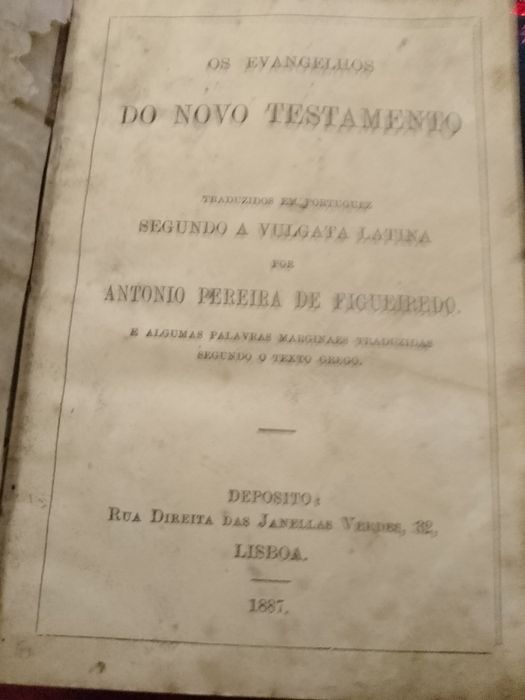 OS EVANGELHOS
DO NOVO TESTAMENTO
TRADUZIDOS EM PORTUGUEZ
SEGUNDO A VULGATA LATINA
POR
ANTONIO PEREIRA DE FIGUEIREDO.
E ALGUMAS PALAVRAS MARGINAES TRADUZIDAS
SEGUNDO O TEXTO GREGO.
DEPOSITO:
RUA DIREITA DAS JANELLAS VERDES, 32,
LISBOA.
1887.